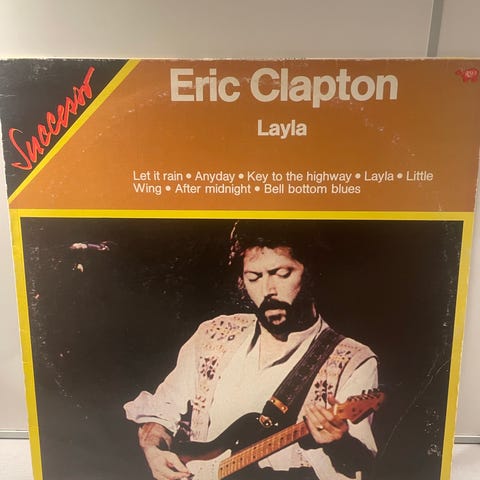 Successo
Eric Clapton
Layla
Let it rain • Anyday • Key to the highway • Layla • Little
Wing • After midnight • Bell bottom blues